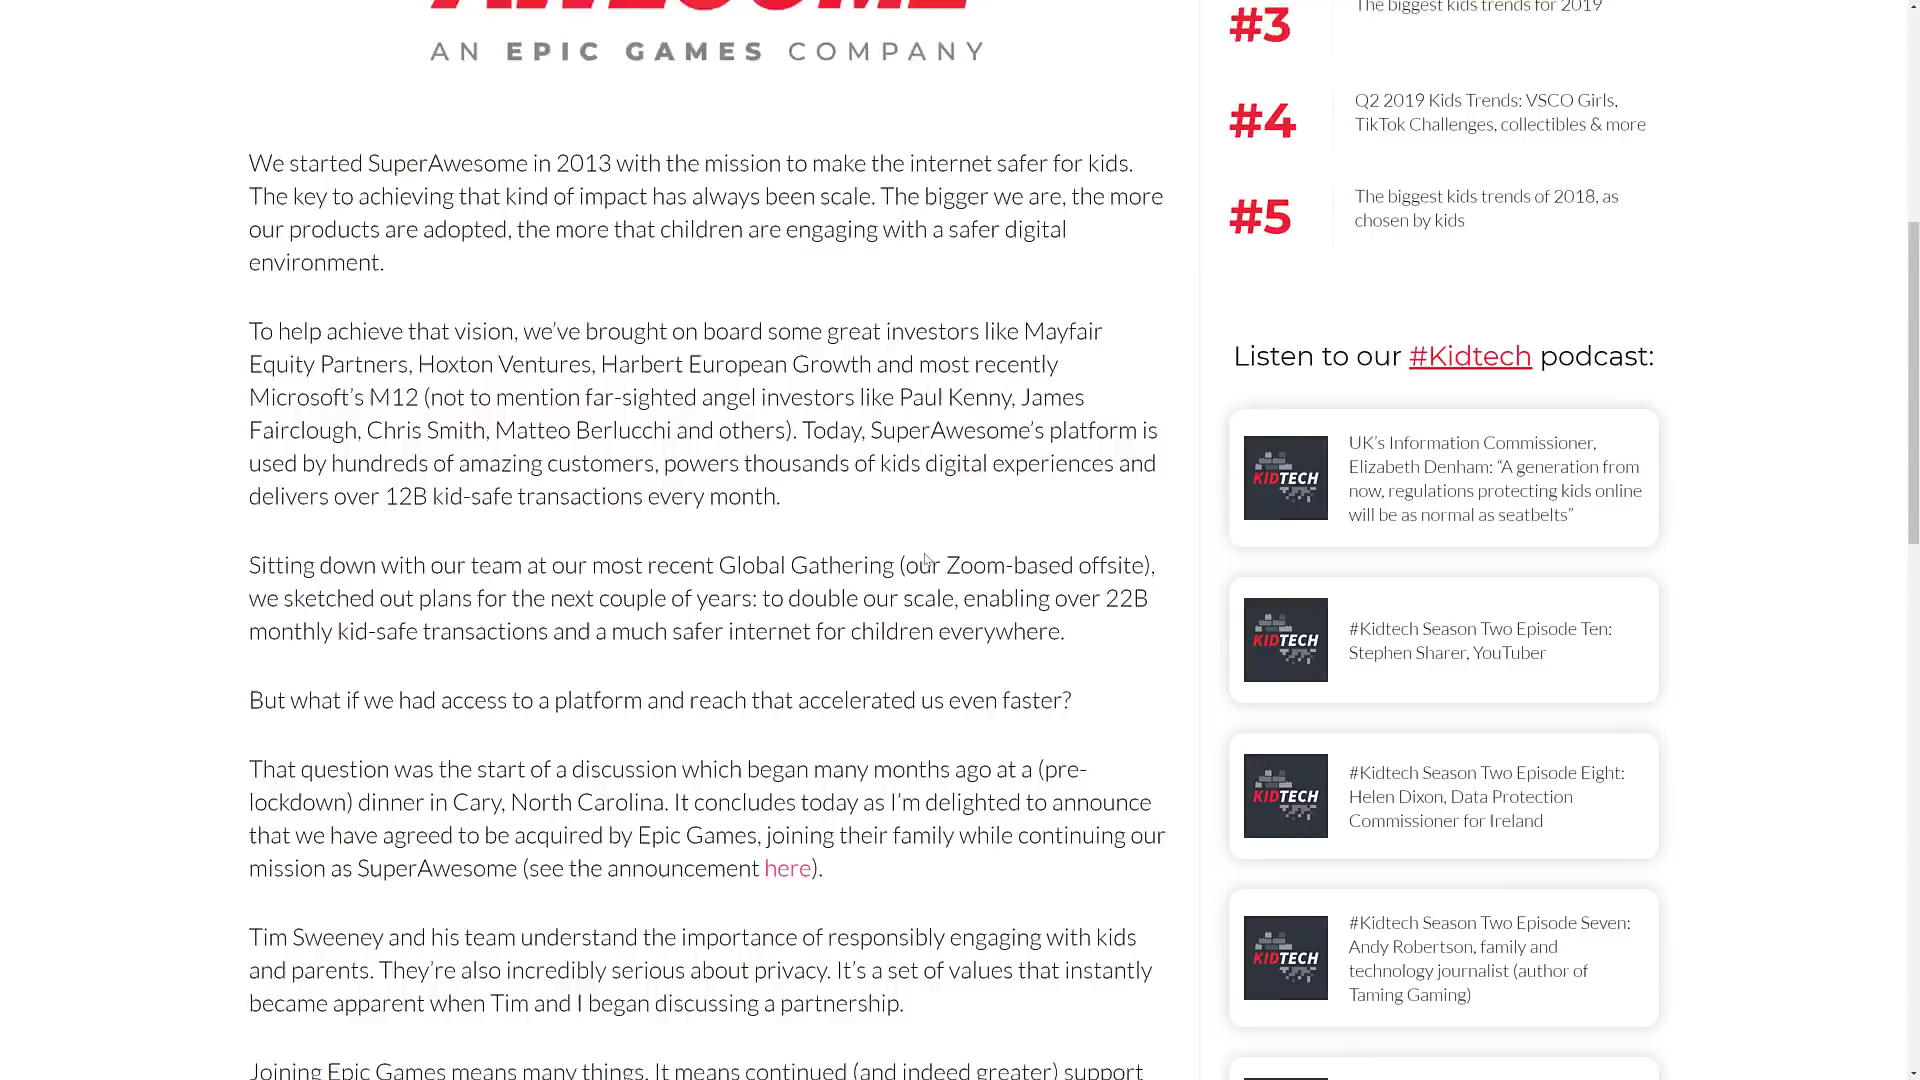 AWESOME
AN EPIC GAMES COMPANY
We started SuperAwesome in 2013 with the mission to make the internet safer for kids.
The key to achieving that kind of impact has always been scale. The bigger we are, the more
our products are adopted, the more that children are engaging with a safer digital
environment.
To help achieve that vision, we’ve brought on board some great investors like Mayfair
Equity Partners, Hoxton Ventures, Harbert European Growth and most recently
Microsoft’s M12 (not to mention far-sighted angel investors like Paul Kenny, James
Fairclough, Chris Smith, Matteo Berlucchi and others). Today, SuperAwesome’s platform is
used by hundreds of amazing customers, powers thousands of kids digital experiences and
delivers over 12B kid-safe transactions every month.
Sitting down with our team at our most recent Global Gathering (our Zoom-based offsite),
we sketched out plans for the next couple of years: to double our scale, enabling over 22B
monthly kid-safe transactions and a much safer internet for children everywhere.
But what if we had access to a platform and reach that accelerated us even faster?
That question was the start of a discussion which began many months ago at a (pre-
lockdown) dinner in Cary, North Carolina. It concludes today as I’m delighted to announce
that we have agreed to be acquired by Epic Games, joining their family while continuing our
mission as SuperAwesome (see the announcement here).
Tim Sweeney and his team understand the importance of responsibly engaging with kids
and parents. They’re also incredibly serious about privacy. It’s a set of values that instantly
became apparent when Tim and I began discussing a partnership.
Joining Epic Games means many things. It means continued (and indeed greater) support
#3
The biggest kids trends for 2019
#4
Q2 2019 Kids Trends: VSCO Girls,
TikTok Challenges, collectibles & more
#5
The biggest kids trends of 2018, as
chosen by kids
Listen to our #Kidtech podcast:
KIDTECH
UK’s Information Commissioner,
Elizabeth Denham: “A generation from
now, regulations protecting kids online
will be as normal as seatbelts”
KIDTECH
#Kidtech Season Two Episode Ten:
Stephen Sharer, YouTuber
KIDTECH
#Kidtech Season Two Episode Eight:
Helen Dixon, Data Protection
Commissioner for Ireland
KIDTECH
#Kidtech Season Two Episode Seven:
Andy Robertson, family and
technology journalist (author of
Taming Gaming)